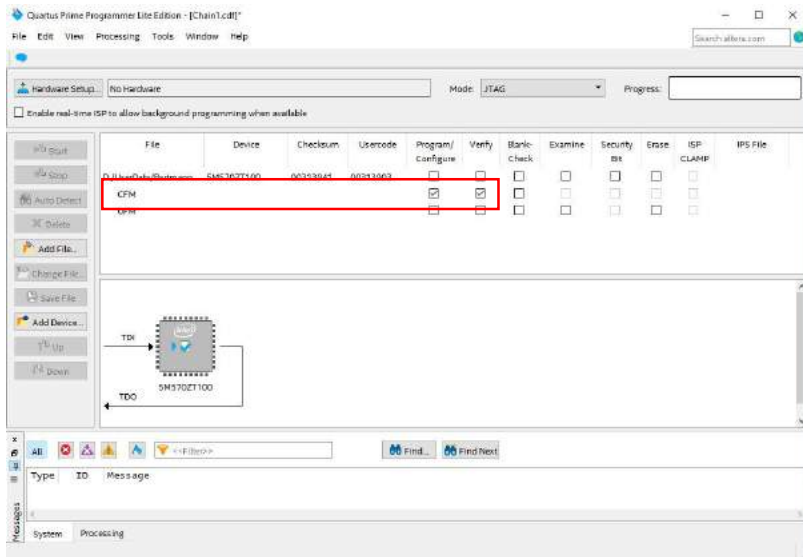 Quartus Prime Programmer Lite Edition - [Chain1.cdf]*
File Edit View Processing Tools Window Help
Search altera.com
Hardware Setup... No Hardware Mode: JTAG Progress:
Enable real-time ISP to allow background programming when available
File Device Checksum Usercode Program/ Configure Verify Blank- Check Examine Security Bit Erase ISP CLAMP IPS File
5M570ZT100
CFM
UFM
Start
Stop
Auto Detect
Delete
Add File...
Change File...
Save File
Add Device...
Up
Down
TDI
intel
TDO
5M570ZT100
All <<Filter>> Find... Find Next
Type ID Message
Messages
System Processing